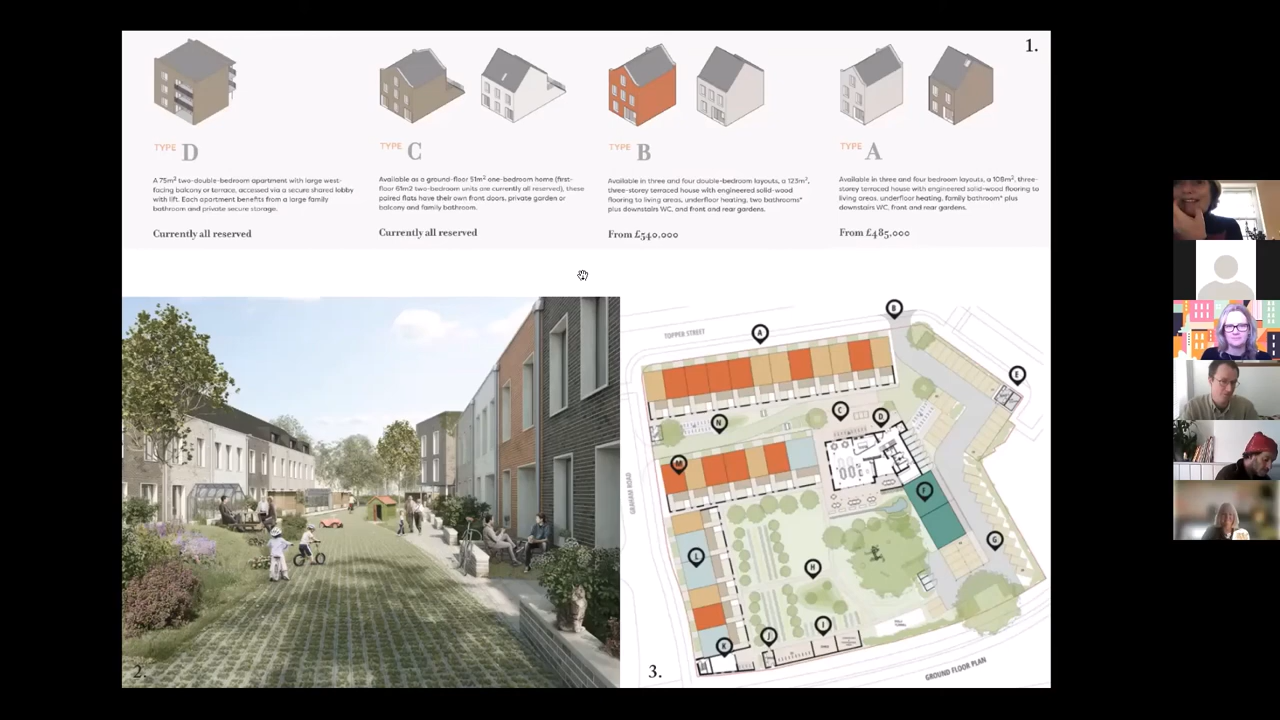 1.
TYPE D
A 75m² two-double-bedroom apartment with large west-
facing balcony or terrace, accessed via a secure shared lobby
with lift. Each apartment benefits from a large family
bathroom and private secure storage.
Currently all reserved
TYPE C
Available as a ground-floor 51m² one-bedroom home (first-
floor 61m² two-bedroom units are currently all reserved), these
paired flats have their own front doors, private garden or
balcony and family bathroom.
Currently all reserved
TYPE B
Available in three and four double-bedroom layouts, a 123m²,
three-storey terraced house with engineered solid-wood
flooring to living areas, underfloor heating, two bathrooms*
plus downstairs WC, and front and rear gardens.
From £540,000
TYPE A
Available in three and four bedroom layouts, a 108m², three-
storey terraced house with engineered solid-wood flooring to
living areas, underfloor heating, family bathroom* plus
downstairs WC, front and rear gardens.
From £485,000
2.
3.
TOPPER STREET
GRAHAM ROAD
GROUND FLOOR PLAN
A
B
C
D
E
F
G
H
I
J
K
L
M
N